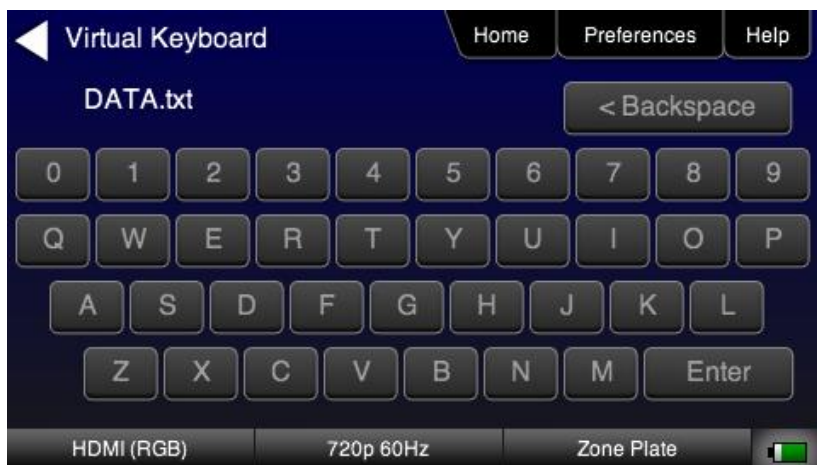 Virtual Keyboard Home Preferences Help
DATA.txt < Backspace
0 1 2 3 4 5 6 7 8 9
Q W E R T Y U I O P
A S D F G H J K L
Z X C V B N M Enter
HDMI (RGB) 720p 60Hz Zone Plate